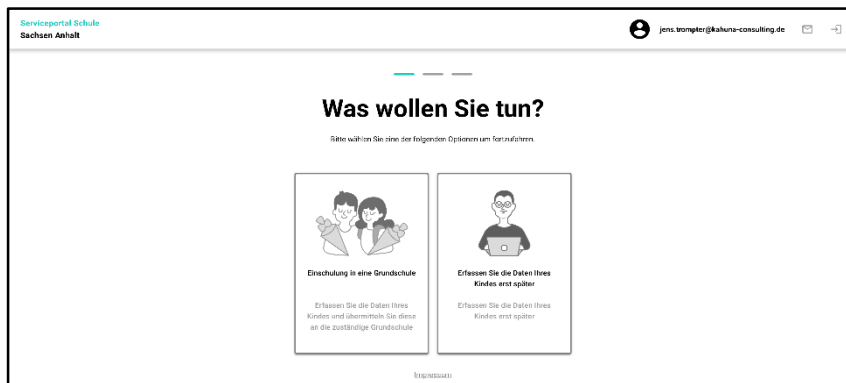 Serviceportal Schule
Sachsen Anhalt
jens.trompter@kahuna-consulting.de
Was wollen Sie tun?
Bitte wählen Sie eine der folgenden Optionen um fortzufahren.
Einschulung in eine Grundschule
Erfassen Sie die Daten Ihres
Kindes und übermitteln Sie diese
an die zuständige Grundschule
Erfassen Sie die Daten Ihres
Kindes erst später
Erfassen Sie die Daten Ihres
Kindes erst später
Impressum